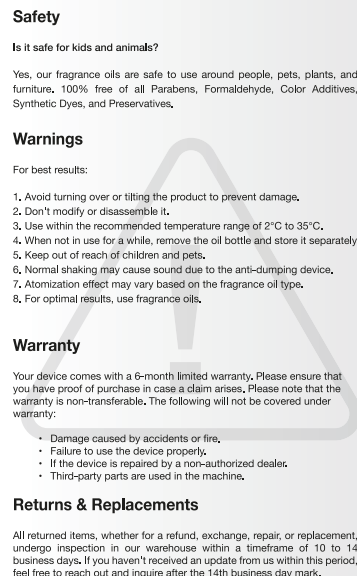 Safety
Is it safe for kids and animals?
Yes, our fragrance oils are safe to use around people, pets, plants, and
furniture. 100% free of all Parabens, Formaldehyde, Color Additives,
Synthetic Dyes, and Preservatives.
Warnings
For best results:
1. Avoid turning over or tilting the product to prevent damage.
2. Don't modify or disassemble it.
3. Use within the recommended temperature range of 2°C to 35°C.
4. When not in use for a while, remove the oil bottle and store it separately
5. Keep out of reach of children and pets.
6. Normal shaking may cause sound due to the anti-dumping device.
7. Atomization effect may vary based on the fragrance oil type.
8. For optimal results, use fragrance oils.
Warranty
Your device comes with a 6-month limited warranty. Please ensure that
you have proof of purchase in case a claim arises. Please note that the
warranty is non-transferable. The following will not be covered under
warranty:
• Damage caused by accidents or fire.
• Failure to use the device properly.
• If the device is repaired by a non-authorized dealer.
• Third-party parts are used in the machine.
Returns & Replacements
All returned items, whether for a refund, exchange, repair, or replacement,
undergo inspection in our warehouse within a timeframe of 10 to 14
business days. If you haven't received an update from us within this period,
feel free to reach out and inquire after the 14th business day mark.